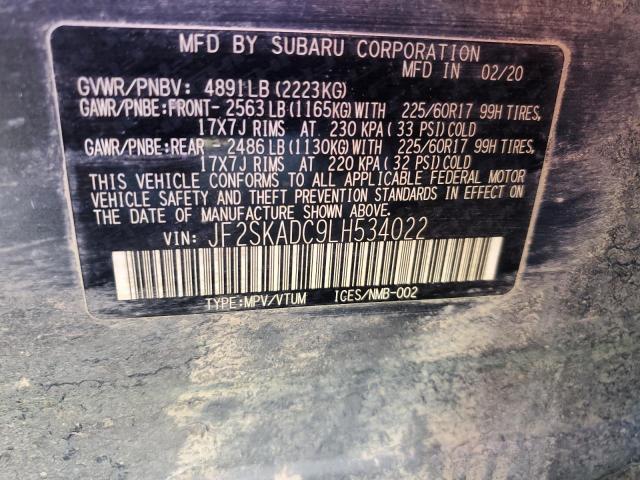 MFD BY SUBARU CORPORATION
MFD IN 02/20
GVWR/PNBV: 4891LB (2223KG)
GAWR/PNBE:FRONT- 2563LB (1165KG)WITH 225/60R17 99H TIRES,
17X7J RIMS AT 230 KPA (33 PSI)COLD
GAWR/PNBE:REAR - 2486LB (1130KG)WITH 225/60R17 99H TIRES,
17X7J RIMS AT 220 KPA (32 PSI)COLD
THIS VEHICLE CONFORMS TO ALL APPLICABLE FEDERAL MOTOR
VEHICLE SAFETY AND THEFT PREVENTION STANDARDS IN EFFECT ON
THE DATE OF MANUFACTURE SHOWN ABOVE.
VIN: JF2SKADC9LH534022
TYPE:MPV/VTUM ICES/NMB-002